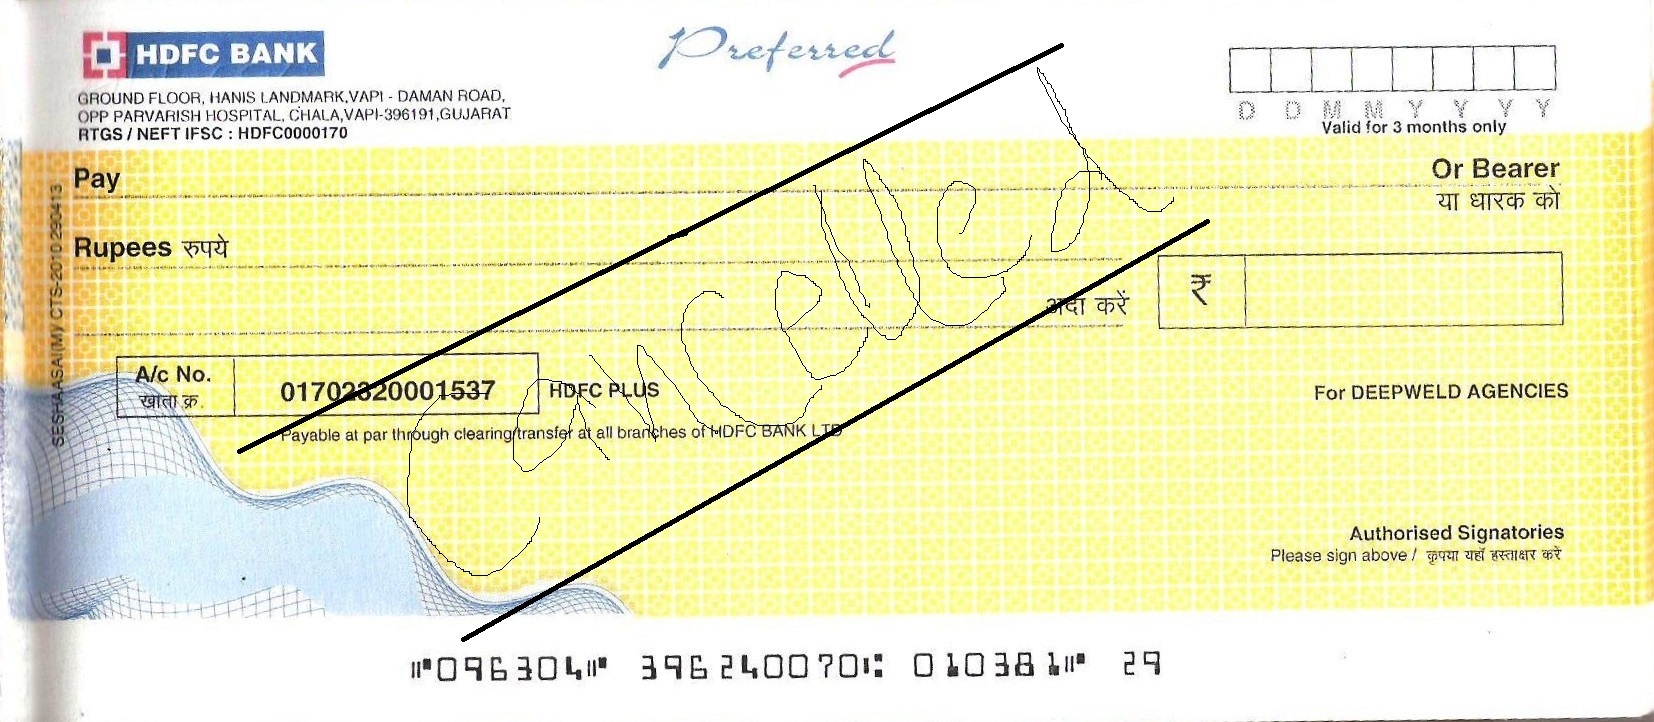 HDFC BANK
Preferred
GROUND FLOOR, HANIS LANDMARK,VAPI - DAMAN ROAD,
OPP PARVARISH HOSPITAL, CHALA,VAPI-396191,GUJARAT
RTGS / NEFT IFSC : HDFC0000170
D D M M Y Y Y Y
Valid for 3 months only
Pay
Or Bearer
या धारक को
Rupees रुपये
अदा करें
₹
Cancelled
A/c No.
खाता क्र.
01702320001537
HDFC PLUS
For DEEPWELD AGENCIES
Payable at par through clearing/transfer at all branches of HDFC BANK LTD
Authorised Signatories
Please sign above / कृपया यहाँ हस्ताक्षर करें
SESHAASAI(M) CTS-2010 290413
⑈096304⑈ 396240070⑆ 010381⑈ 29